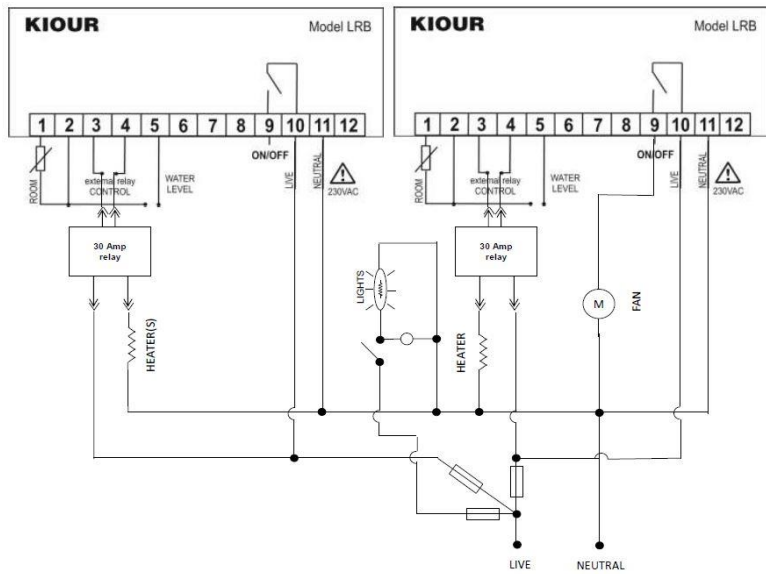 KIOUR Model LRB
1 2 3 4 5 6 7 8 9 10 11 12
ROOM
external relay
CONTROL
WATER
LEVEL
ON/OFF
LIVE
NEUTRAL
230VAC
30 Amp
relay
HEATER(S)
KIOUR Model LRB
1 2 3 4 5 6 7 8 9 10 11 12
ROOM
external relay
CONTROL
WATER
LEVEL
ON/OFF
LIVE
NEUTRAL
230VAC
30 Amp
relay
LIGHTS
HEATER
M
FAN
LIVE
NEUTRAL